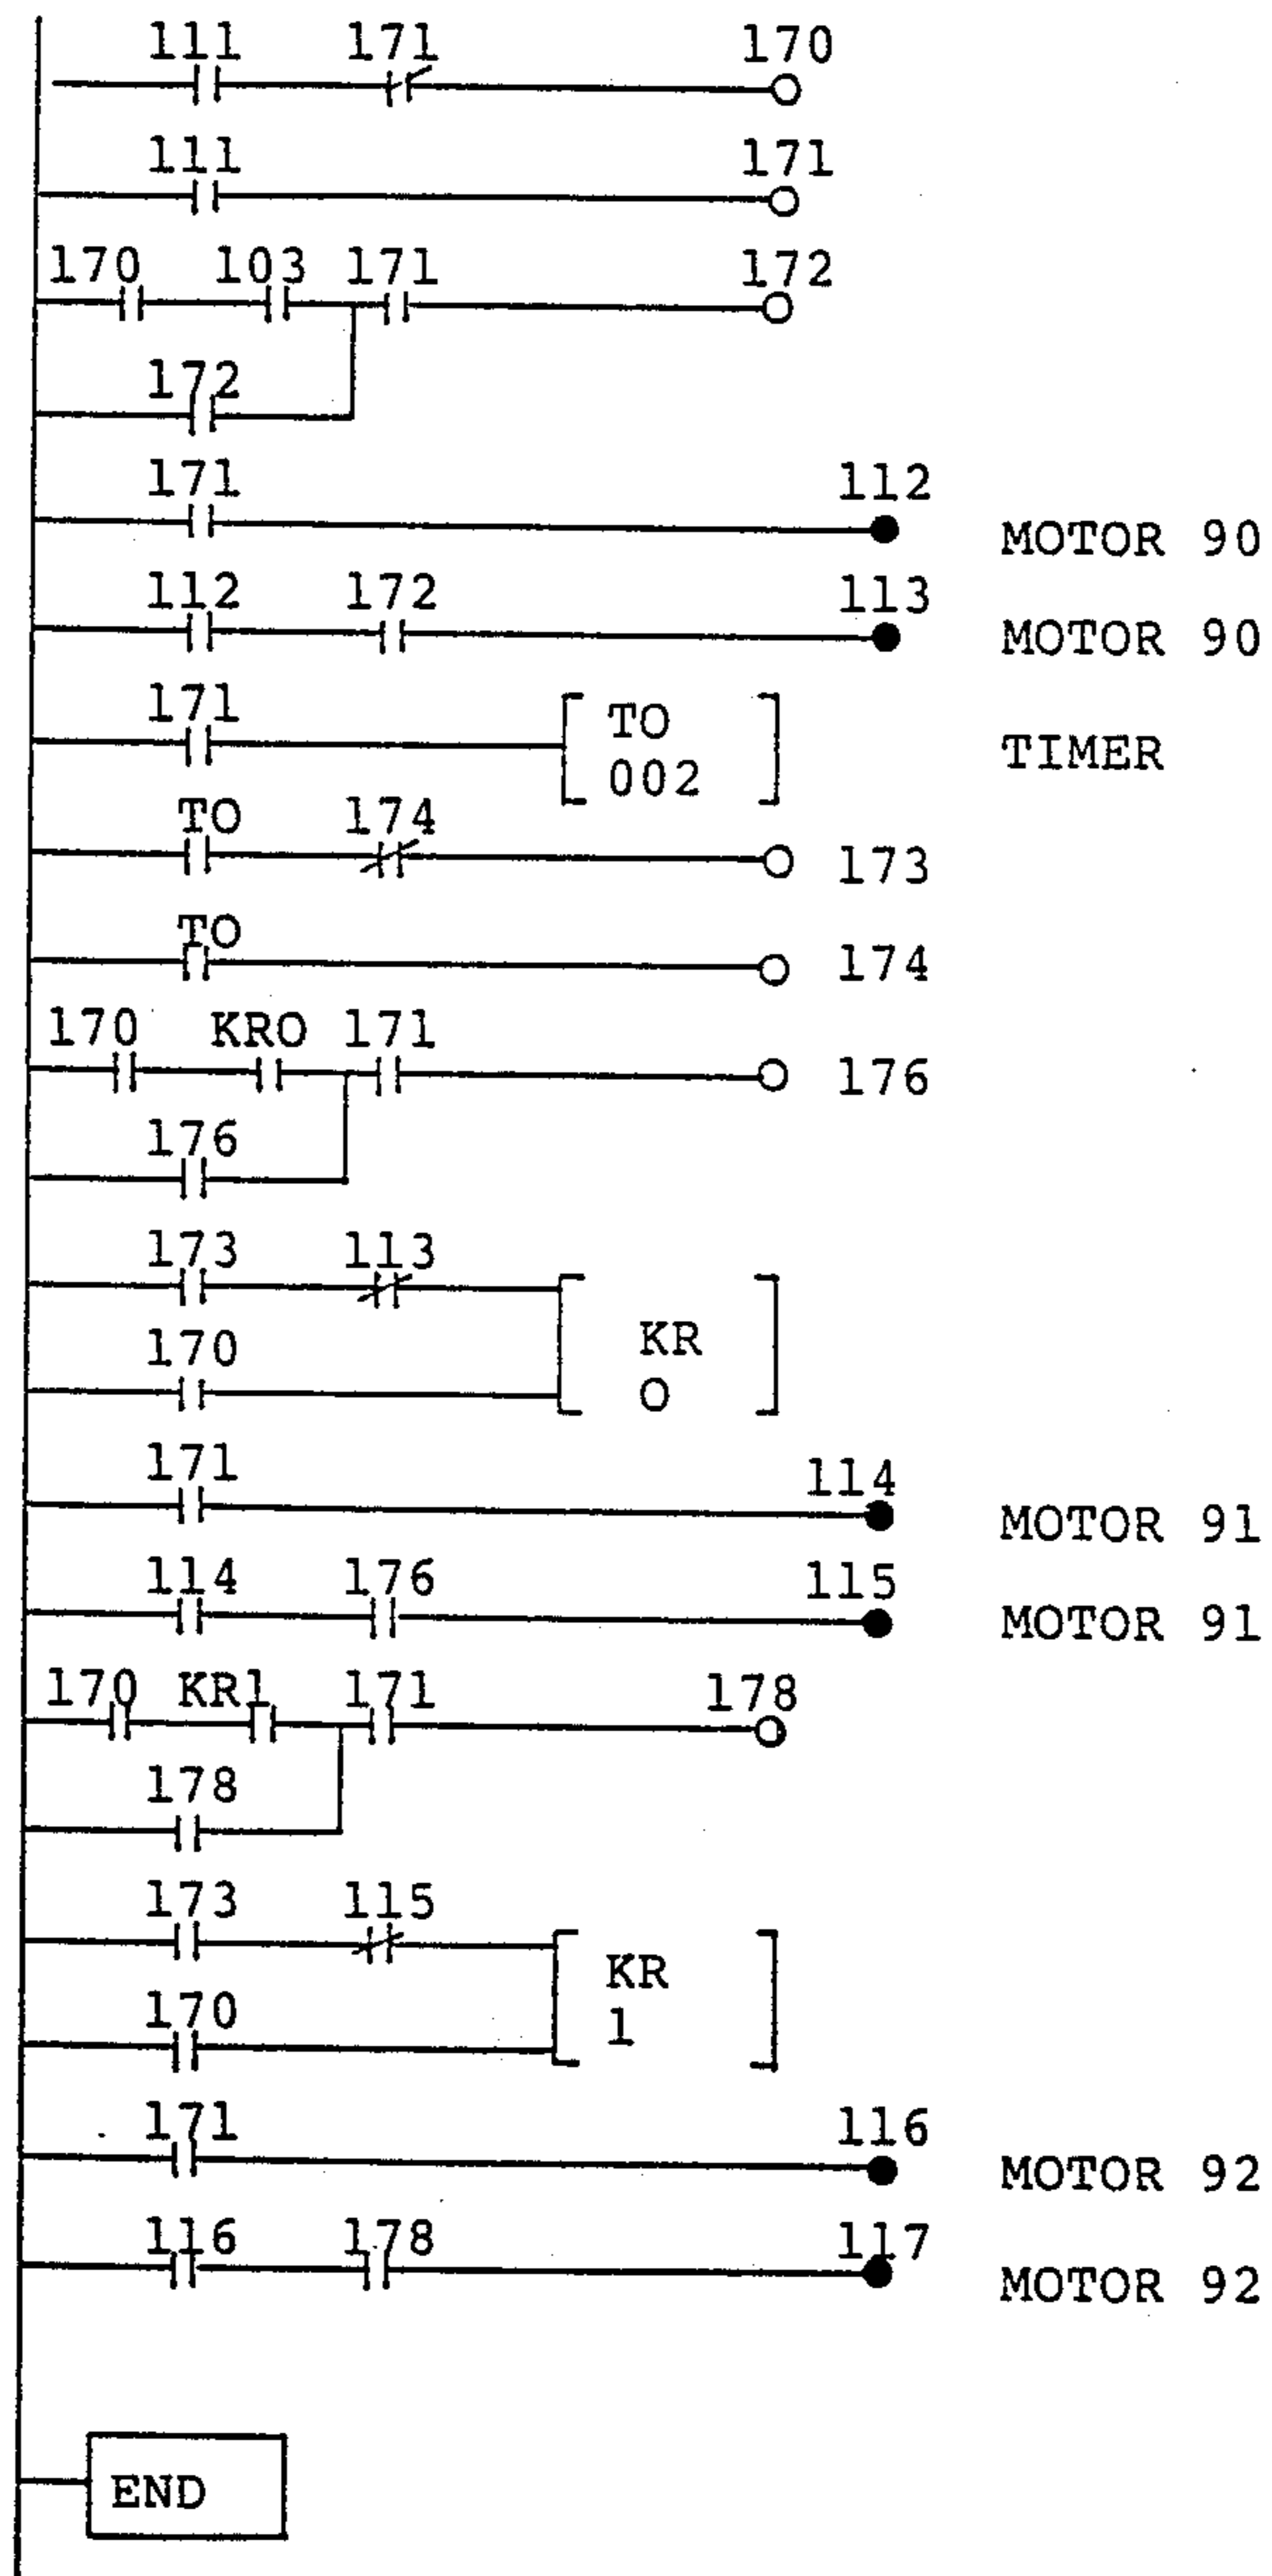 111 171 170
111 171
170 103 171 172
172
171 112
MOTOR 90
112 172 113
MOTOR 90
171 TO
002
TIMER
TO 174 173
TO 174
170 KRO 171 176
176
173 113
KR
O
170
171 114
MOTOR 91
114 176 115
MOTOR 91
170 KR1 171 178
178
173 115
KR
1
170
171 116
MOTOR 92
116 178 117
MOTOR 92
END